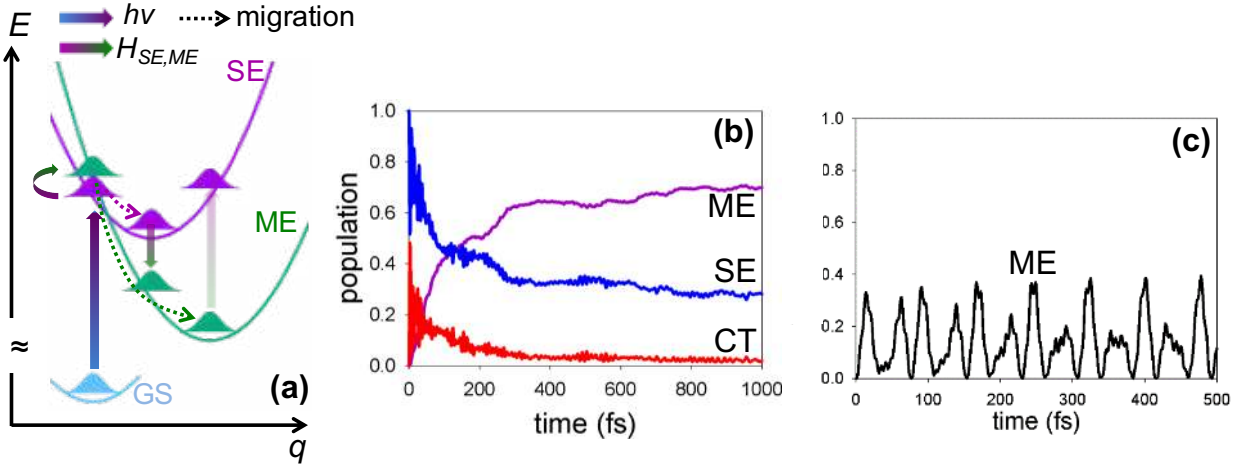 hν
migration
H_SE,ME
E
SE
ME
GS
≈
(a)
q
1.0
0.8
0.6
0.4
0.2
0.0
population
(b)
ME
SE
CT
0
200
400
600
800
1000
time (fs)
1.0
0.8
0.6
0.4
0.2
0.0
(c)
ME
0
100
200
300
400
500
time (fs)